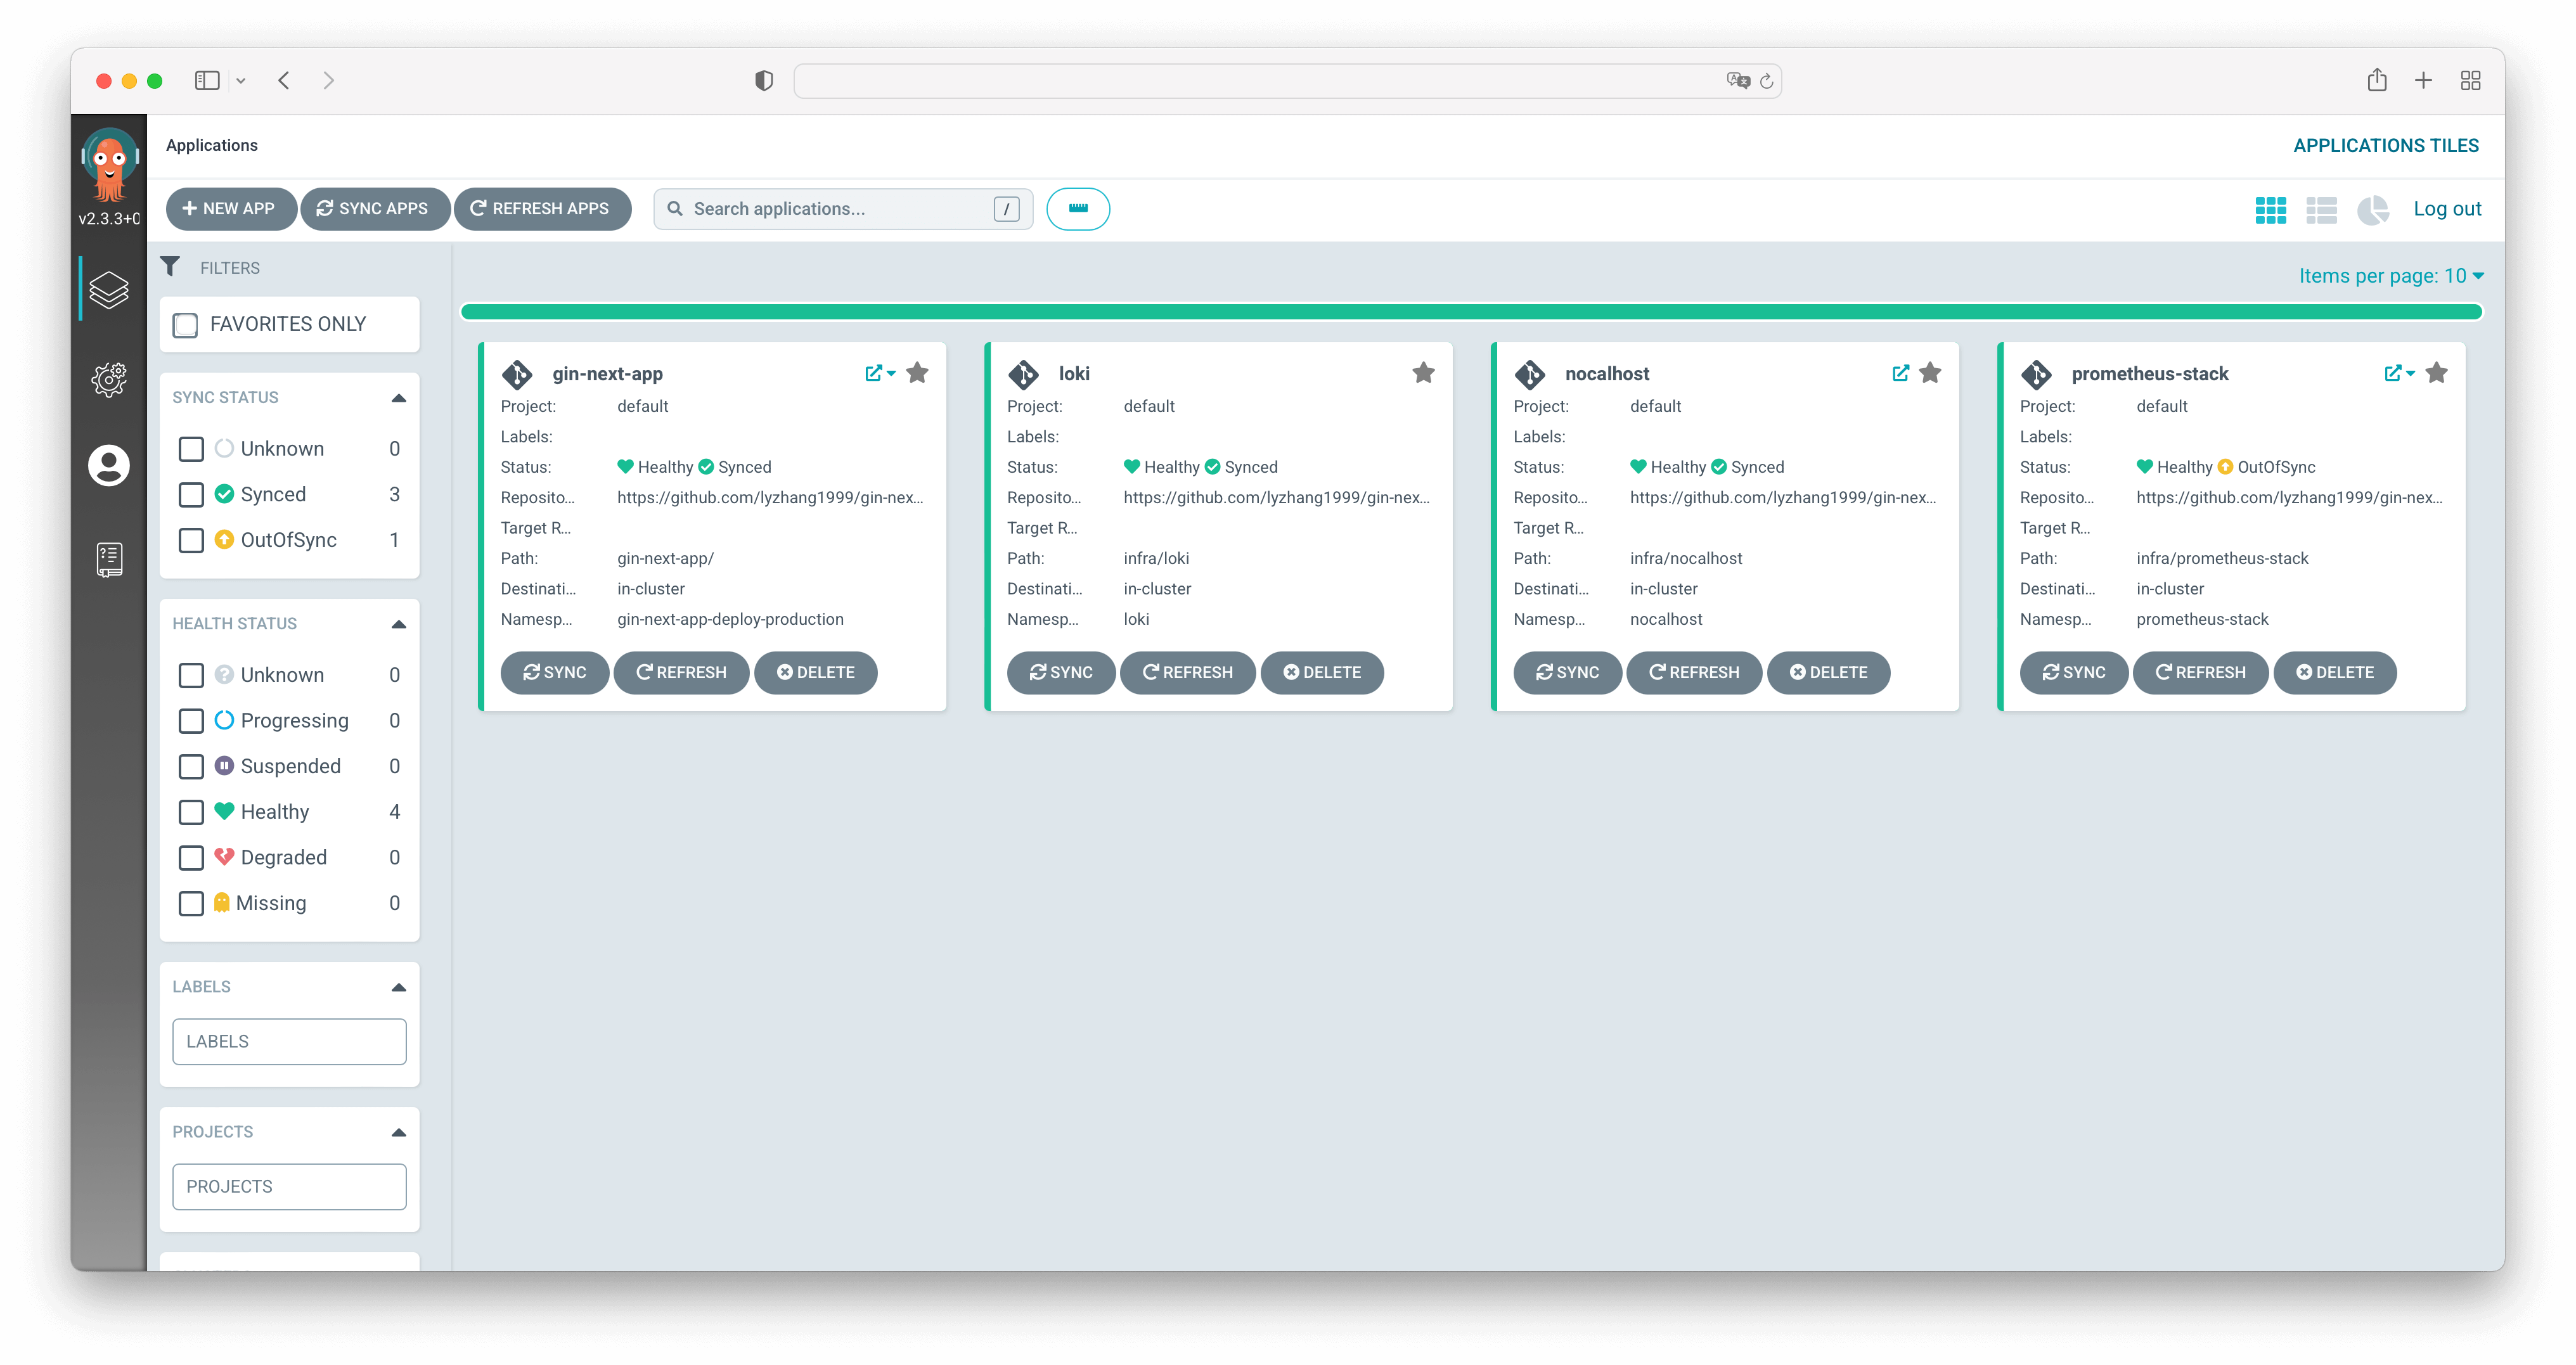 Applications
APPLICATIONS TILES
v2.3.3+0
NEW APP
SYNC APPS
REFRESH APPS
Search applications...
/
Log out
FILTERS
Items per page: 10
FAVORITES ONLY
SYNC STATUS
Unknown 0
Synced 3
OutOfSync 1
HEALTH STATUS
Unknown 0
Progressing 0
Suspended 0
Healthy 4
Degraded 0
Missing 0
LABELS
LABELS
PROJECTS
PROJECTS
gin-next-app
Project: default
Labels:
Status: Healthy Synced
Reposito... https://github.com/lyzhang1999/gin-nex...
Target R...
Path: gin-next-app/
Destinati... in-cluster
Namesp... gin-next-app-deploy-production
SYNC REFRESH DELETE
loki
Project: default
Labels:
Status: Healthy Synced
Reposito... https://github.com/lyzhang1999/gin-nex...
Target R...
Path: infra/loki
Destinati... in-cluster
Namesp... loki
SYNC REFRESH DELETE
nocalhost
Project: default
Labels:
Status: Healthy Synced
Reposito... https://github.com/lyzhang1999/gin-nex...
Target R...
Path: infra/nocalhost
Destinati... in-cluster
Namesp... nocalhost
SYNC REFRESH DELETE
prometheus-stack
Project: default
Labels:
Status: Healthy OutOfSync
Reposito... https://github.com/lyzhang1999/gin-nex...
Target R...
Path: infra/prometheus-stack
Destinati... in-cluster
Namesp... prometheus-stack
SYNC REFRESH DELETE